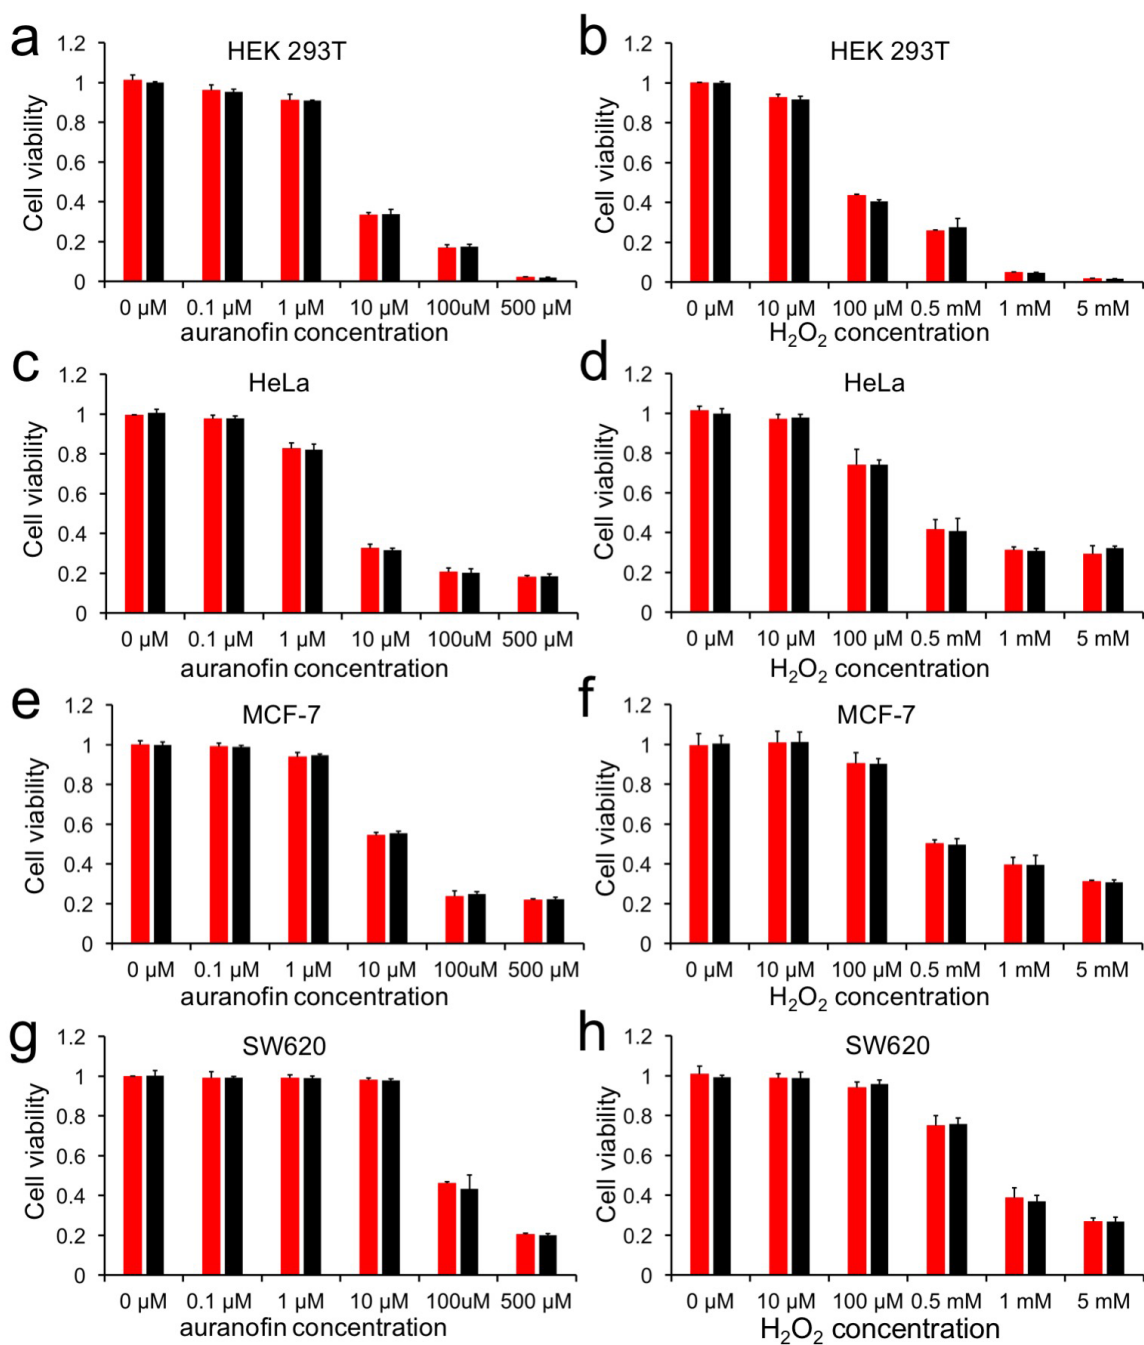 a
HEK 293T
Cell viability
1.2
1
0.8
0.6
0.4
0.2
0
0 µM 0.1 µM 1 µM 10 µM 100uM 500 µM
auranofin concentration
b
HEK 293T
Cell viability
1.2
1
0.8
0.6
0.4
0.2
0
0 µM 10 µM 100 µM 0.5 mM 1 mM 5 mM
H₂O₂ concentration
c
HeLa
Cell viability
1.2
1
0.8
0.6
0.4
0.2
0
0 µM 0.1 µM 1 µM 10 µM 100uM 500 µM
auranofin concentration
d
HeLa
Cell viability
1.2
1
0.8
0.6
0.4
0.2
0
0 µM 10 µM 100 µM 0.5 mM 1 mM 5 mM
H₂O₂ concentration
e
MCF-7
Cell viability
1.2
1
0.8
0.6
0.4
0.2
0
0 µM 0.1 µM 1 µM 10 µM 100uM 500 µM
auranofin concentration
f
MCF-7
Cell viability
1.2
1
0.8
0.6
0.4
0.2
0
0 µM 10 µM 100 µM 0.5 mM 1 mM 5 mM
H₂O₂ concentration
g
SW620
Cell viability
1.2
1
0.8
0.6
0.4
0.2
0
0 µM 0.1 µM 1 µM 10 µM 100uM 500 µM
auranofin concentration
h
SW620
Cell viability
1.2
1
0.8
0.6
0.4
0.2
0
0 µM 10 µM 100 µM 0.5 mM 1 mM 5 mM
H₂O₂ concentration